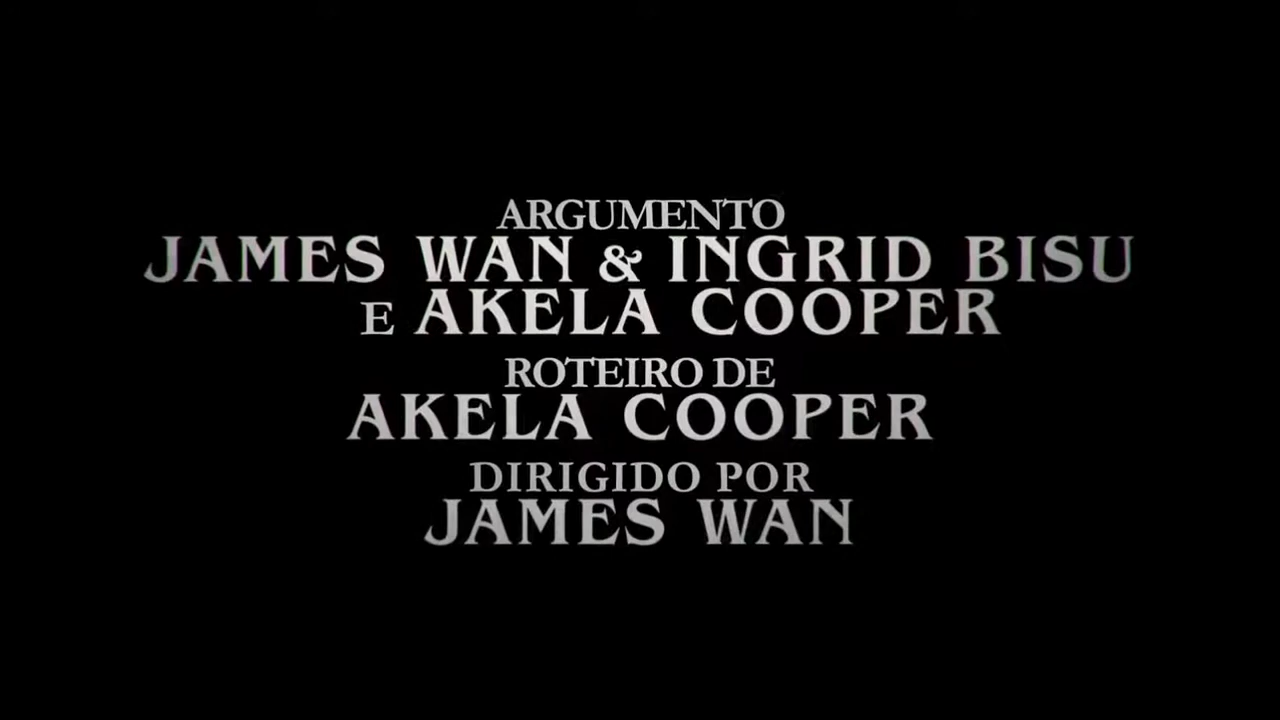 ARGUMENTO
JAMES WAN & INGRID BISU
E AKELA COOPER
ROTEIRO DE
AKELA COOPER
DIRIGIDO POR
JAMES WAN